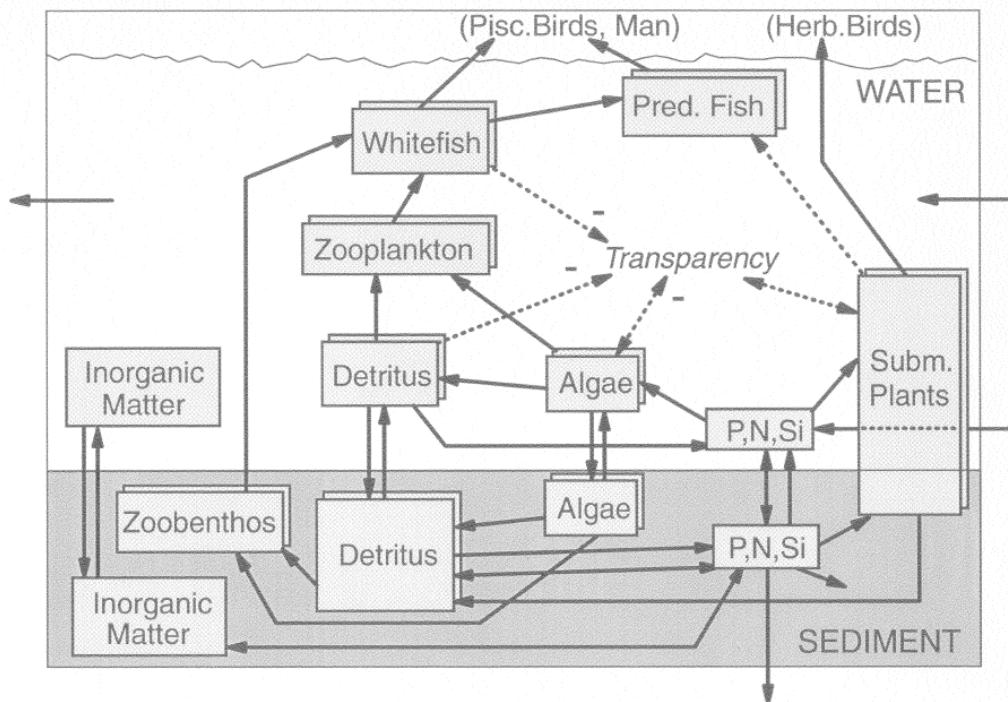 (Pisc.Birds, Man)
(Herb.Birds)
WATER
Pred. Fish
Whitefish
-
Zooplankton
Transparency
-
-
Inorganic
Matter
Detritus
Algae
Subm.
Plants
P,N,Si
Zoobenthos
Detritus
Algae
P,N,Si
Inorganic
Matter
SEDIMENT